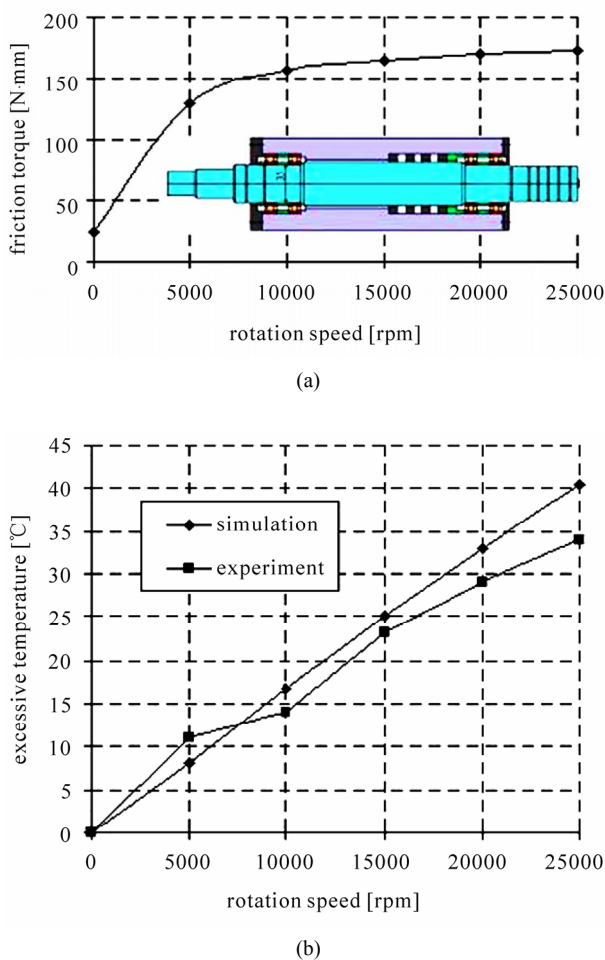 friction torque [N·mm]
200
150
100
50
0
0 5000 10000 15000 20000 25000
rotation speed [rpm]
(a)
excessive temperature [℃]
45
40
35
30
25
20
15
10
5
0
simulation
experiment
0 5000 10000 15000 20000 25000
rotation speed [rpm]
(b)